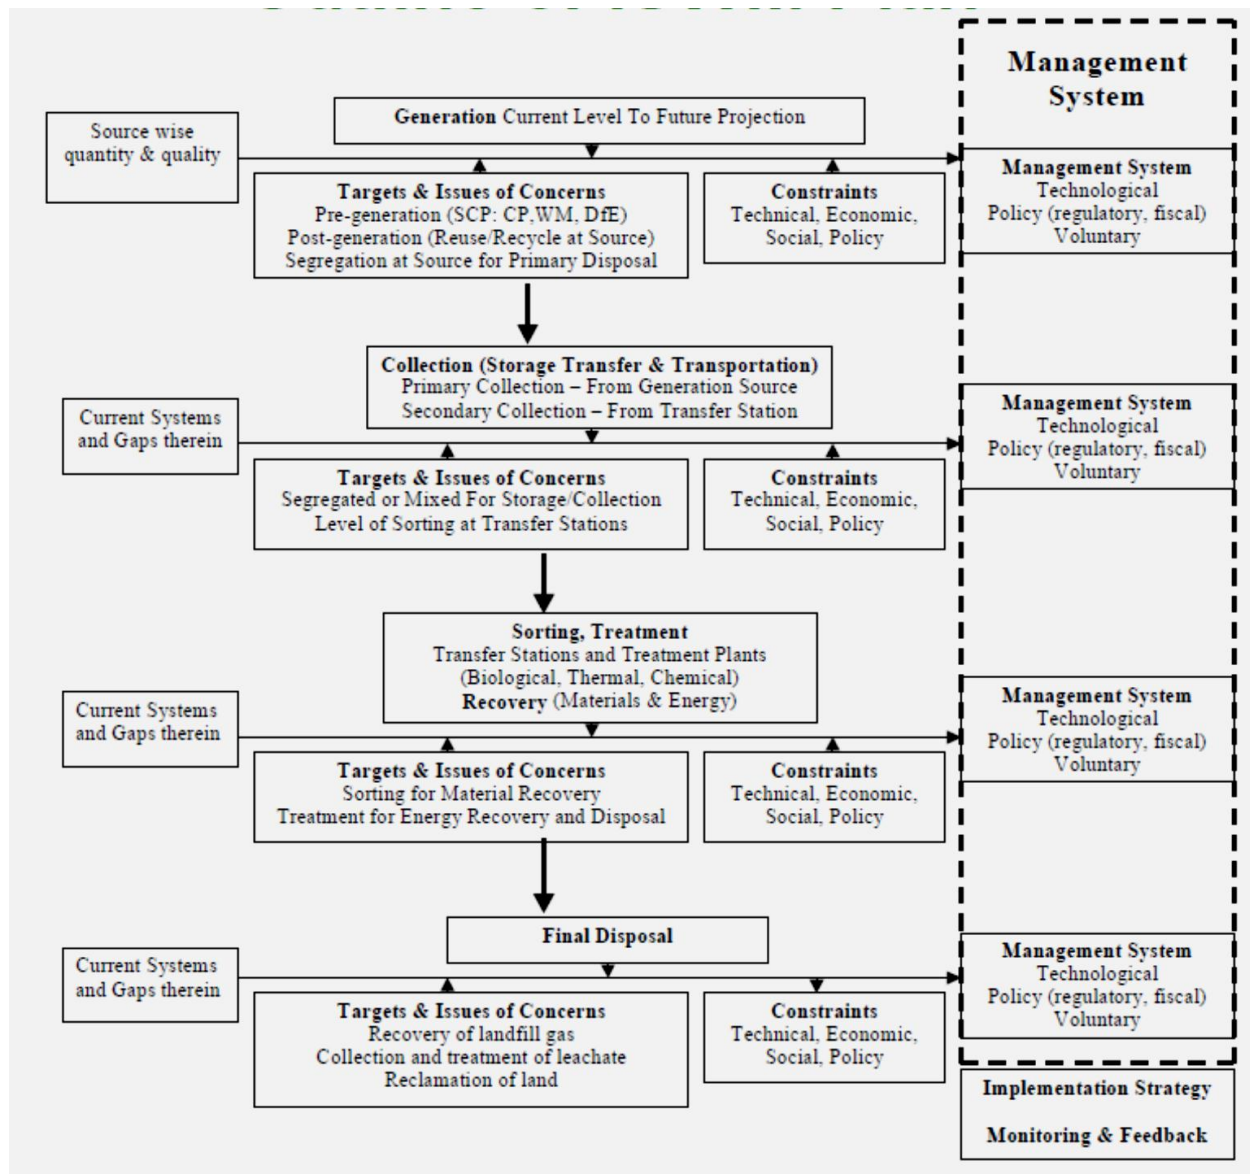 Management
System
Generation Current Level To Future Projection
Source wise
quantity & quality
Targets & Issues of Concerns
Pre-generation (SCP: CP,WM, DfE)
Post-generation (Reuse/Recycle at Source)
Segregation at Source for Primary Disposal
Constraints
Technical, Economic,
Social, Policy
Management System
Technological
Policy (regulatory, fiscal)
Voluntary
Collection (Storage Transfer & Transportation)
Primary Collection – From Generation Source
Secondary Collection – From Transfer Station
Current Systems
and Gaps therein
Targets & Issues of Concerns
Segregated or Mixed For Storage/Collection
Level of Sorting at Transfer Stations
Constraints
Technical, Economic,
Social, Policy
Management System
Technological
Policy (regulatory, fiscal)
Voluntary
Sorting, Treatment
Transfer Stations and Treatment Plants
(Biological, Thermal, Chemical)
Recovery (Materials & Energy)
Current Systems
and Gaps therein
Targets & Issues of Concerns
Sorting for Material Recovery
Treatment for Energy Recovery and Disposal
Constraints
Technical, Economic,
Social, Policy
Management System
Technological
Policy (regulatory, fiscal)
Voluntary
Final Disposal
Current Systems
and Gaps therein
Targets & Issues of Concerns
Recovery of landfill gas
Collection and treatment of leachate
Reclamation of land
Constraints
Technical, Economic,
Social, Policy
Management System
Technological
Policy (regulatory, fiscal)
Voluntary
Implementation Strategy
Monitoring & Feedback